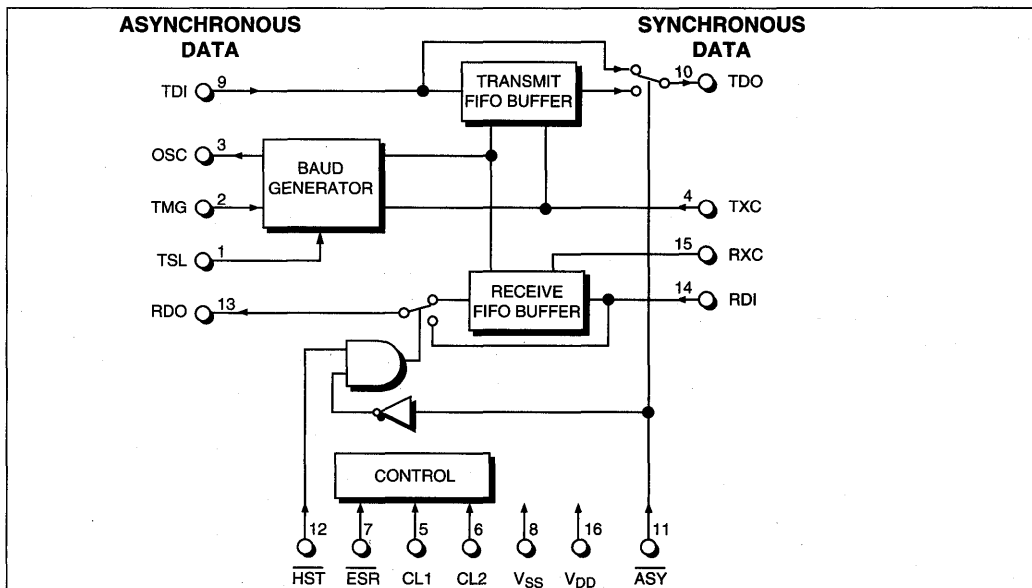 ASYNCHRONOUS
DATA
SYNCHRONOUS
DATA
TDI
9
TRANSMIT
FIFO BUFFER
10
TDO
OSC
3
BAUD
GENERATOR
TMG
2
4
TXC
TSL
1
15
RXC
RDO
13
RECEIVE
FIFO BUFFER
14
RDI
CONTROL
12
7
5
6
8
16
11
HST
ESR
CL1
CL2
VSS
VDD
ASY